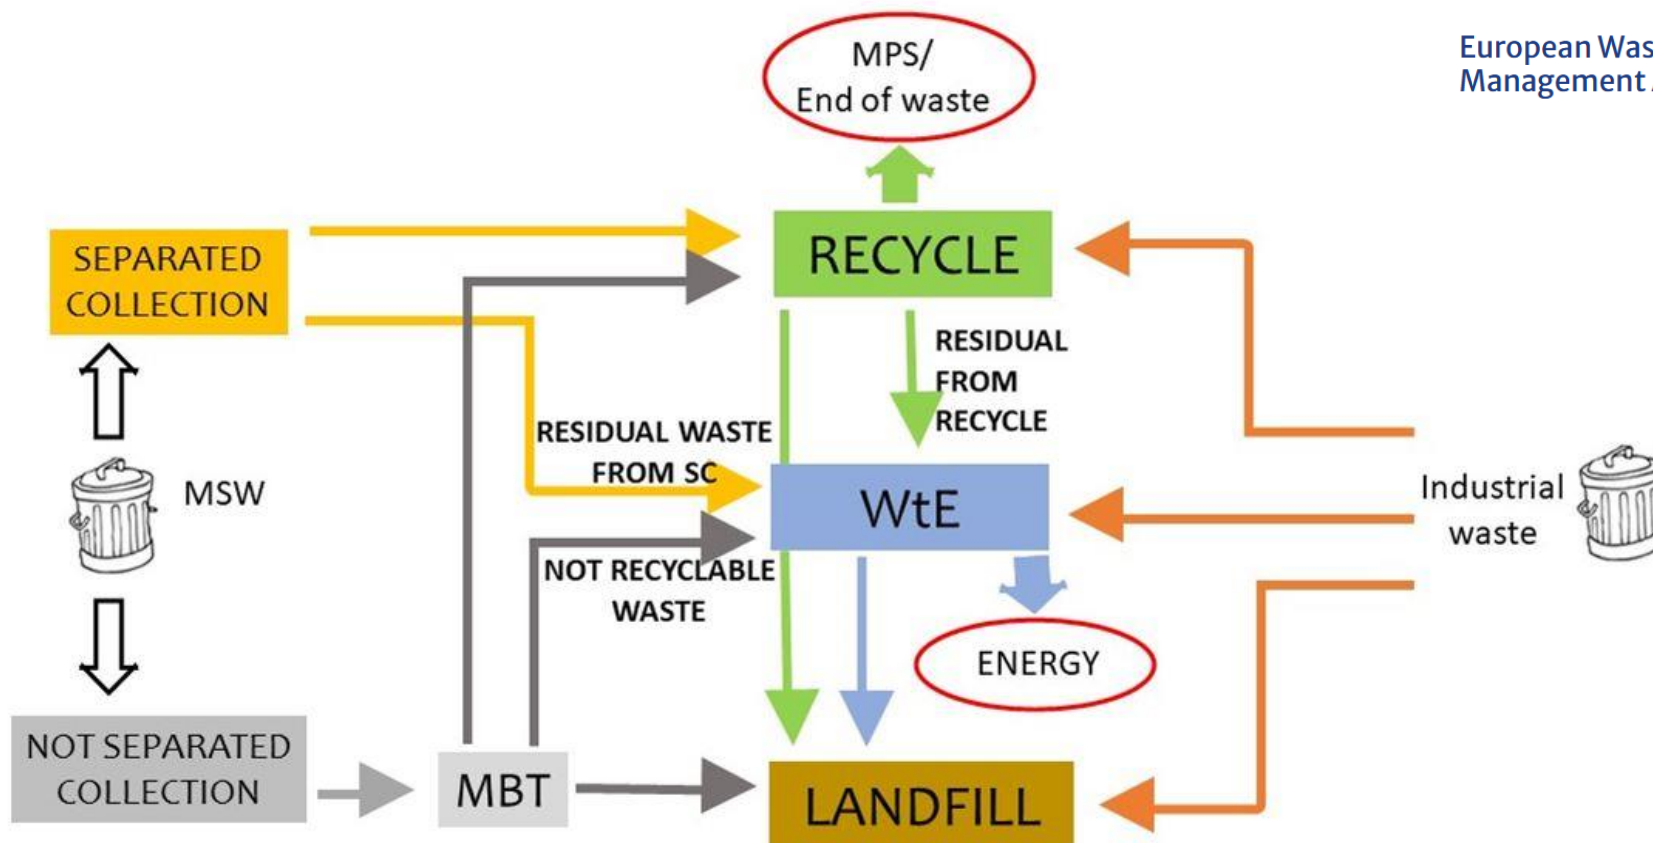 MPS/
End of waste
European Was
Management
SEPARATED
COLLECTION
RECYCLE
RESIDUAL
FROM
RECYCLE
RESIDUAL WASTE
FROM SC
MSW
WtE
Industrial
waste
NOT RECYCLABLE
WASTE
ENERGY
NOT SEPARATED
COLLECTION
MBT
LANDFILL